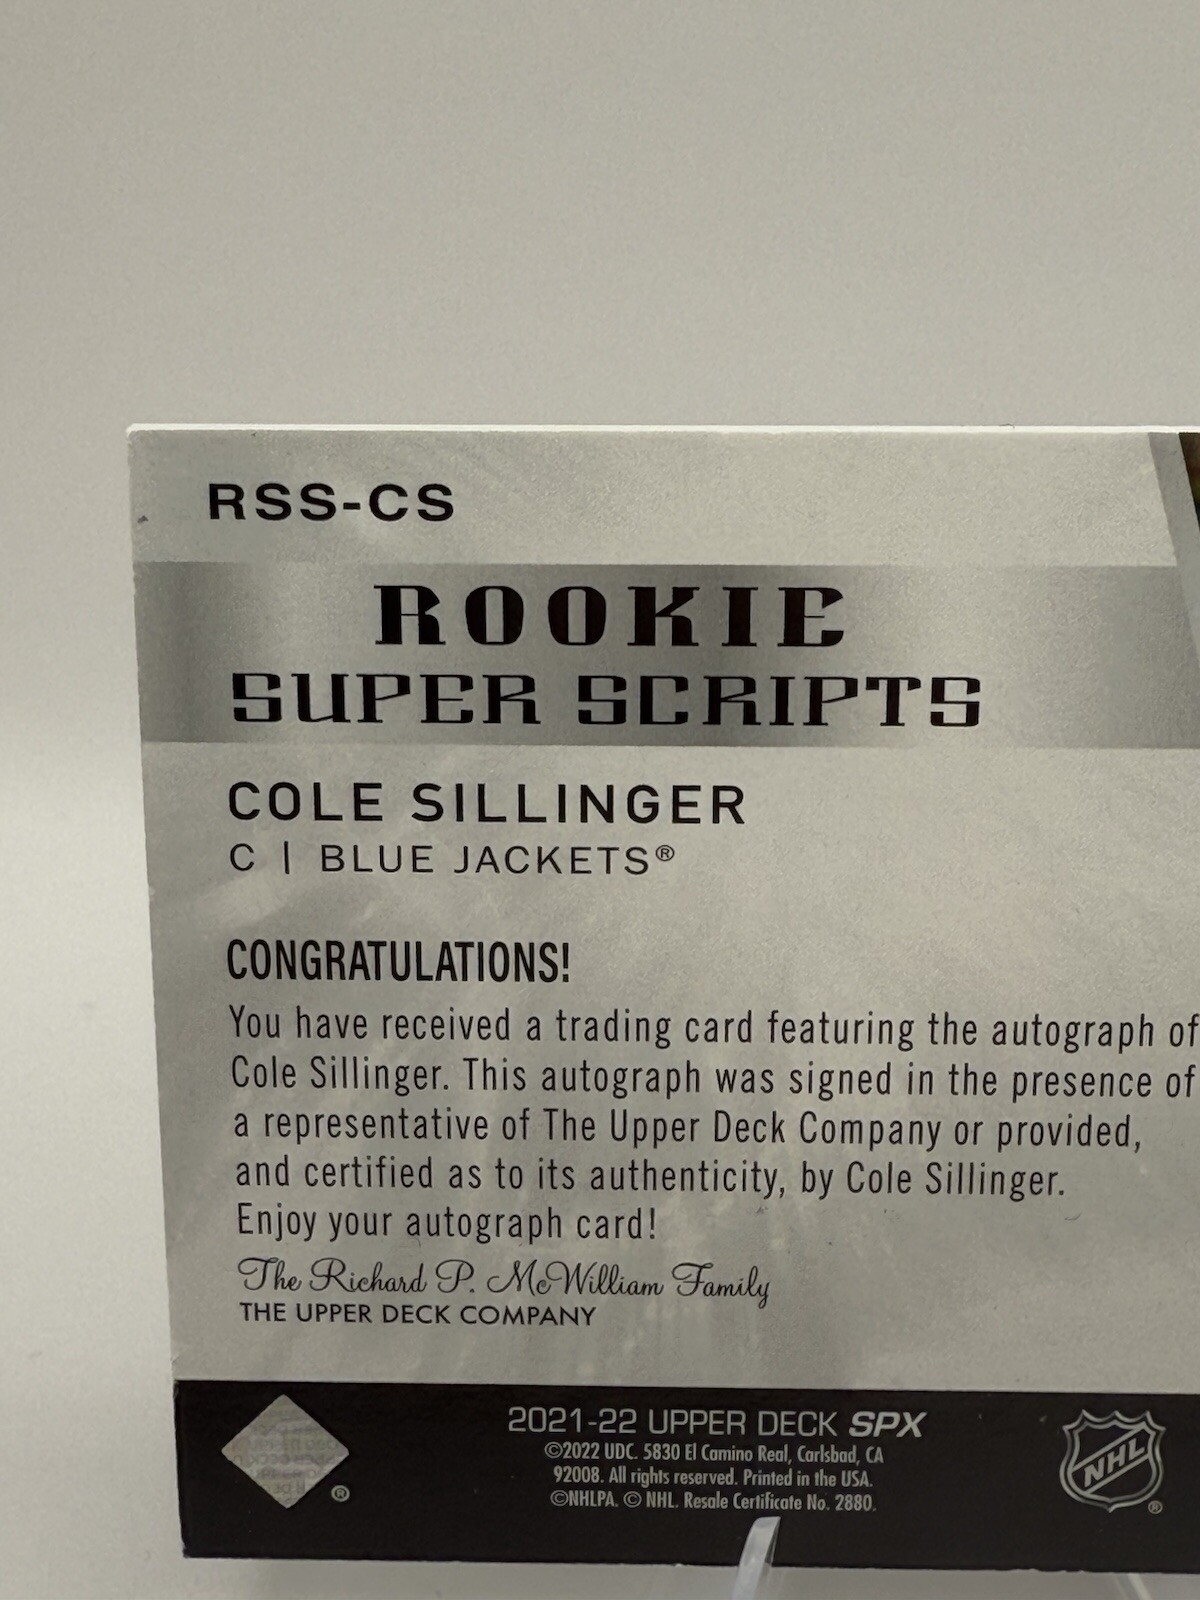 RSS-CS
ROOKIE
SUPER SCRIPTS
COLE SILLINGER
C | BLUE JACKETS®
CONGRATULATIONS!
You have received a trading card featuring the autograph of
Cole Sillinger. This autograph was signed in the presence of
a representative of The Upper Deck Company or provided,
and certified as to its authenticity, by Cole Sillinger.
Enjoy your autograph card!
The Richard P. McWilliam Family
THE UPPER DECK COMPANY
2021-22 UPPER DECK SPX
©2022 UDC. 5830 El Camino Real, Carlsbad, CA
92008. All rights reserved. Printed in the USA.
©NHLPA. © NHL. Resale Certificate No. 2880.
®
NHL
®